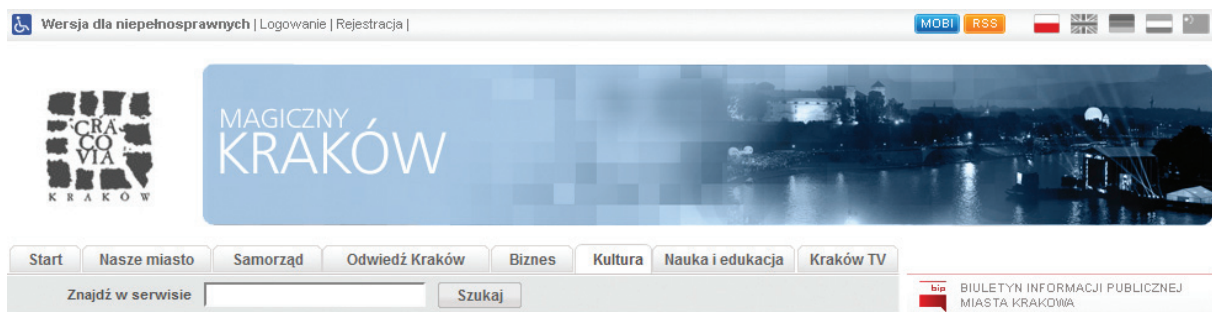 Wersja dla niepełnosprawnych | Logowanie | Rejestracja |
MOBI RSS
CRA
CO
VIA
KRAKÓW
MAGICZNY
KRAKÓW
Start Nasze miasto Samorząd Odwiedź Kraków Biznes Kultura Nauka i edukacja Kraków TV
Znajdź w serwisie Szukaj
bip BIULETYN INFORMACJI PUBLICZNEJ
MIASTA KRAKOWA